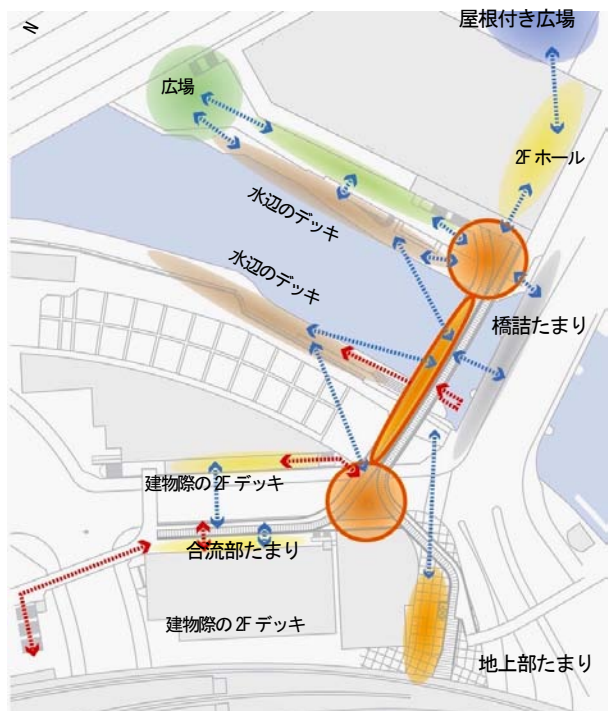 N
屋根付き広場
広場
2Fホール
水辺のデッキ
水辺のデッキ
橋詰たまり
建物際の2Fデッキ
合流部たまり
建物際の2Fデッキ
地上部たまり